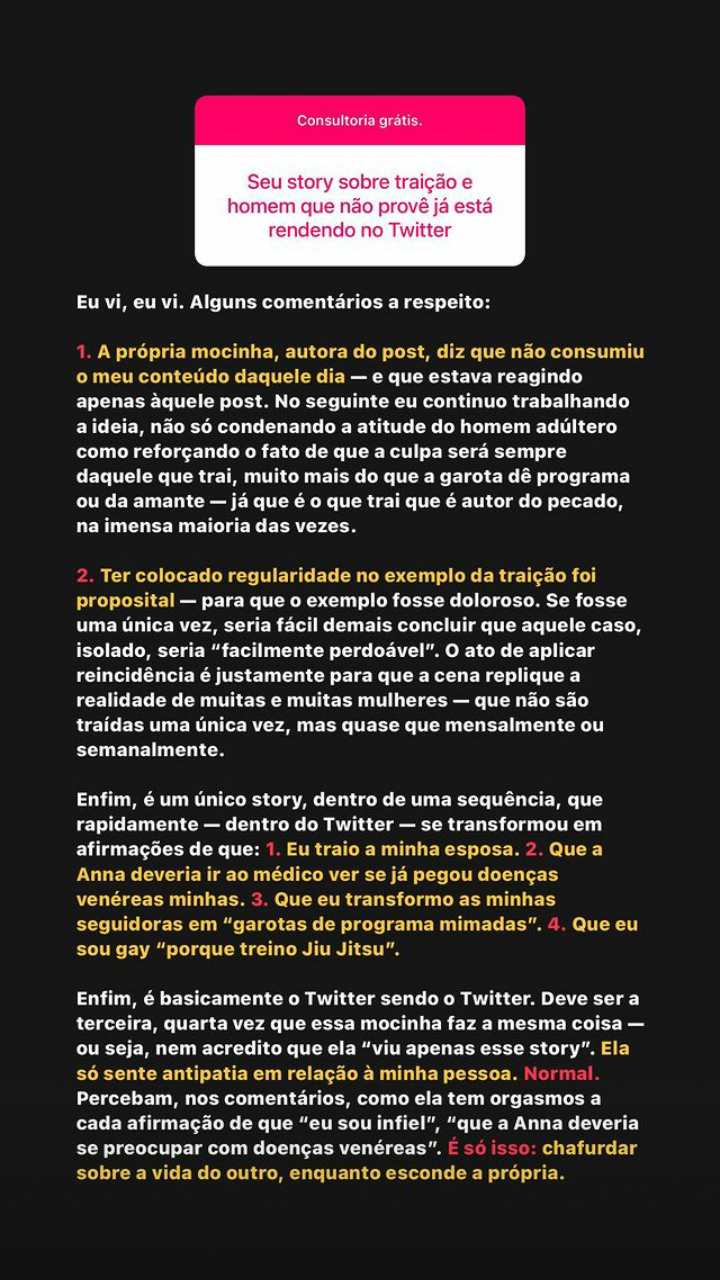 Consultoria grátis.
Seu story sobre traição e
homem que não provê já está
rendendo no Twitter
Eu vi, eu vi. Alguns comentários a respeito:
1. A própria mocinha, autora do post, diz que não consumiu
o meu conteúdo daquele dia — e que estava reagindo
apenas àquele post. No seguinte eu continuo trabalhando
a ideia, não só condenando a atitude do homem adúltero
como reforçando o fato de que a culpa será sempre
daquele que trai, muito mais do que a garota dê programa
ou da amante — já que é o que trai que é autor do pecado,
na imensa maioria das vezes.
2. Ter colocado regularidade no exemplo da traição foi
proposital — para que o exemplo fosse doloroso. Se fosse
uma única vez, seria fácil demais concluir que aquele caso,
isolado, seria “facilmente perdoável”. O ato de aplicar
reincidência é justamente para que a cena replique a
realidade de muitas e muitas mulheres — que não são
traídas uma única vez, mas quase que mensalmente ou
semanalmente.
Enfim, é um único story, dentro de uma sequência, que
rapidamente — dentro do Twitter — se transformou em
afirmações de que: 1. Eu traio a minha esposa. 2. Que a
Anna deveria ir ao médico ver se já pegou doenças
venéreas minhas. 3. Que eu transformo as minhas
seguidoras em “garotas de programa mimadas”. 4. Que eu
sou gay “porque treino Jiu Jitsu”.
Enfim, é basicamente o Twitter sendo o Twitter. Deve ser a
terceira, quarta vez que essa mocinha faz a mesma coisa —
ou seja, nem acredito que ela “viu apenas esse story”. Ela
só sente antipatia em relação à minha pessoa. Normal.
Percebam, nos comentários, como ela tem orgasmos a
cada afirmação de que “eu sou infiel”, “que a Anna deveria
se preocupar com doenças venéreas”. É só isso: chafurdar
sobre a vida do outro, enquanto esconde a própria.